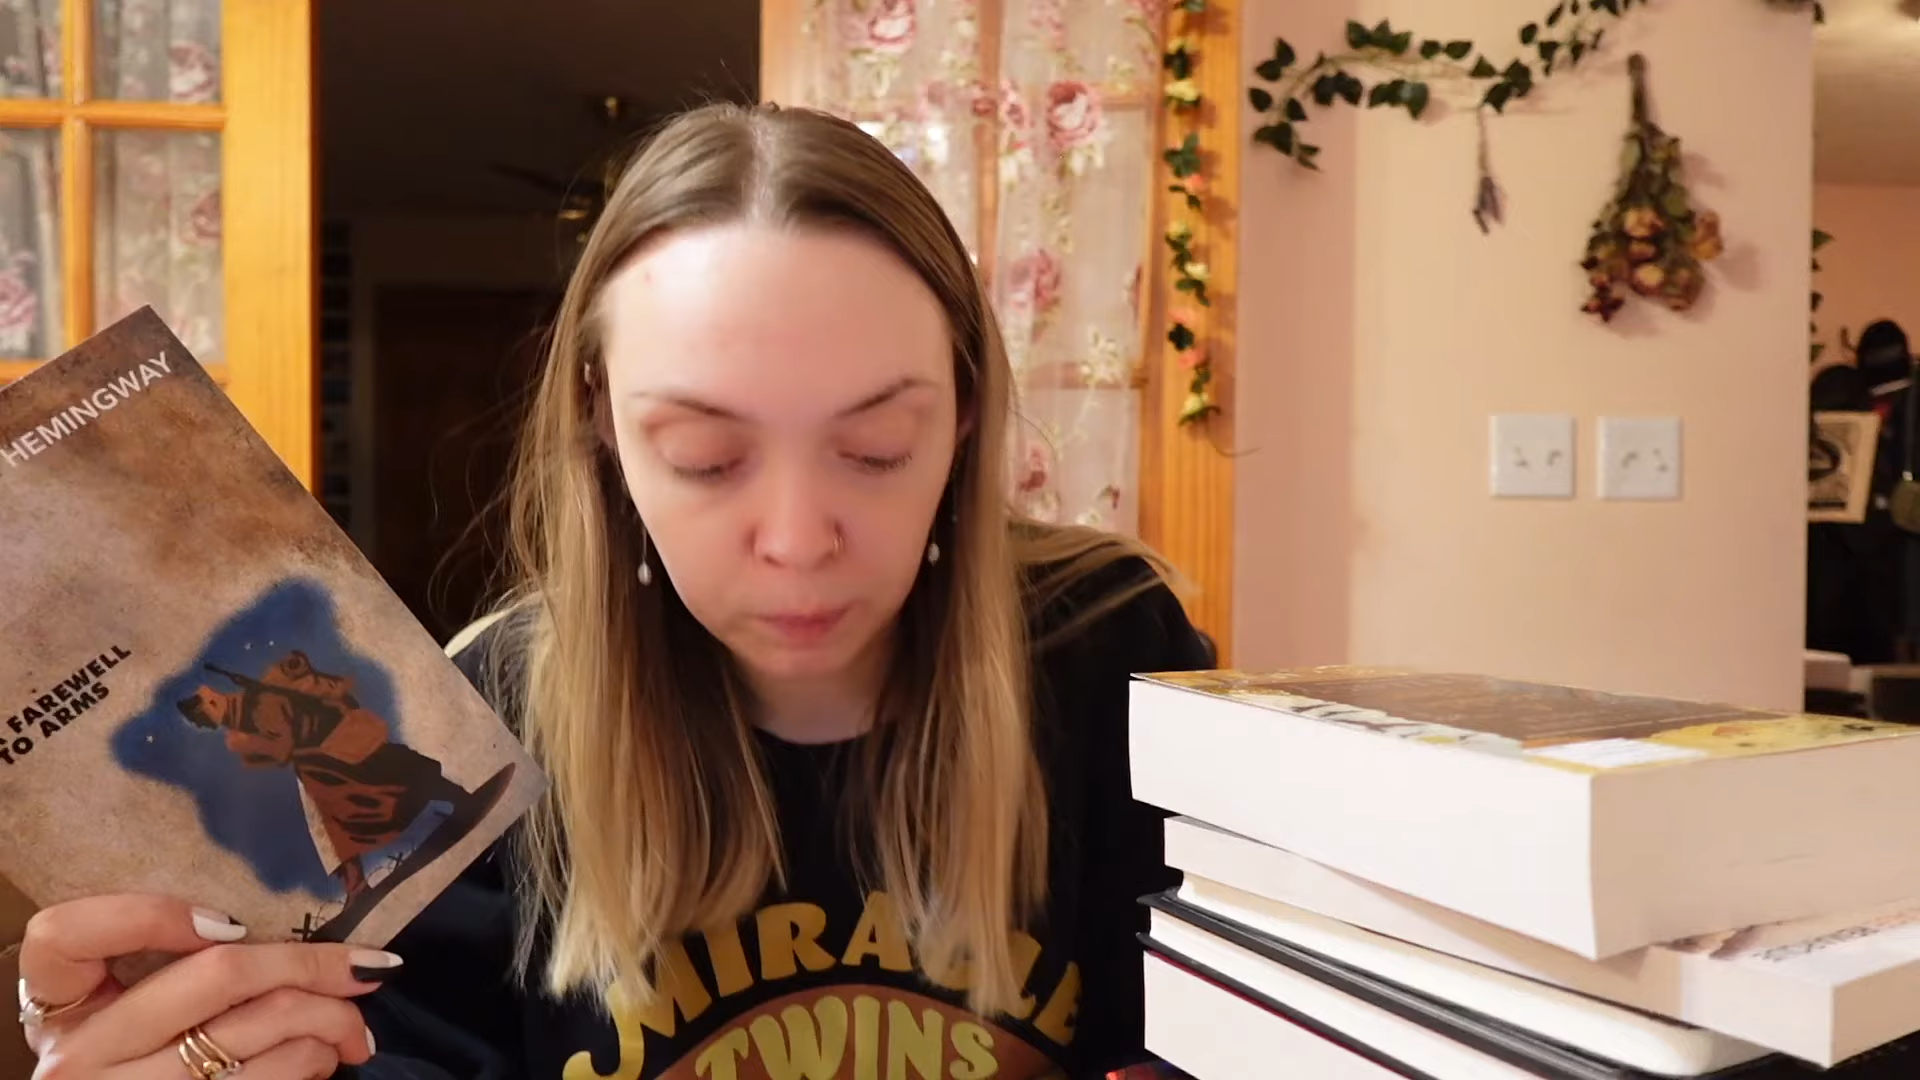 HEMINGWAY
A FAREWELL
TO ARMS
MIRACLE
TWINS